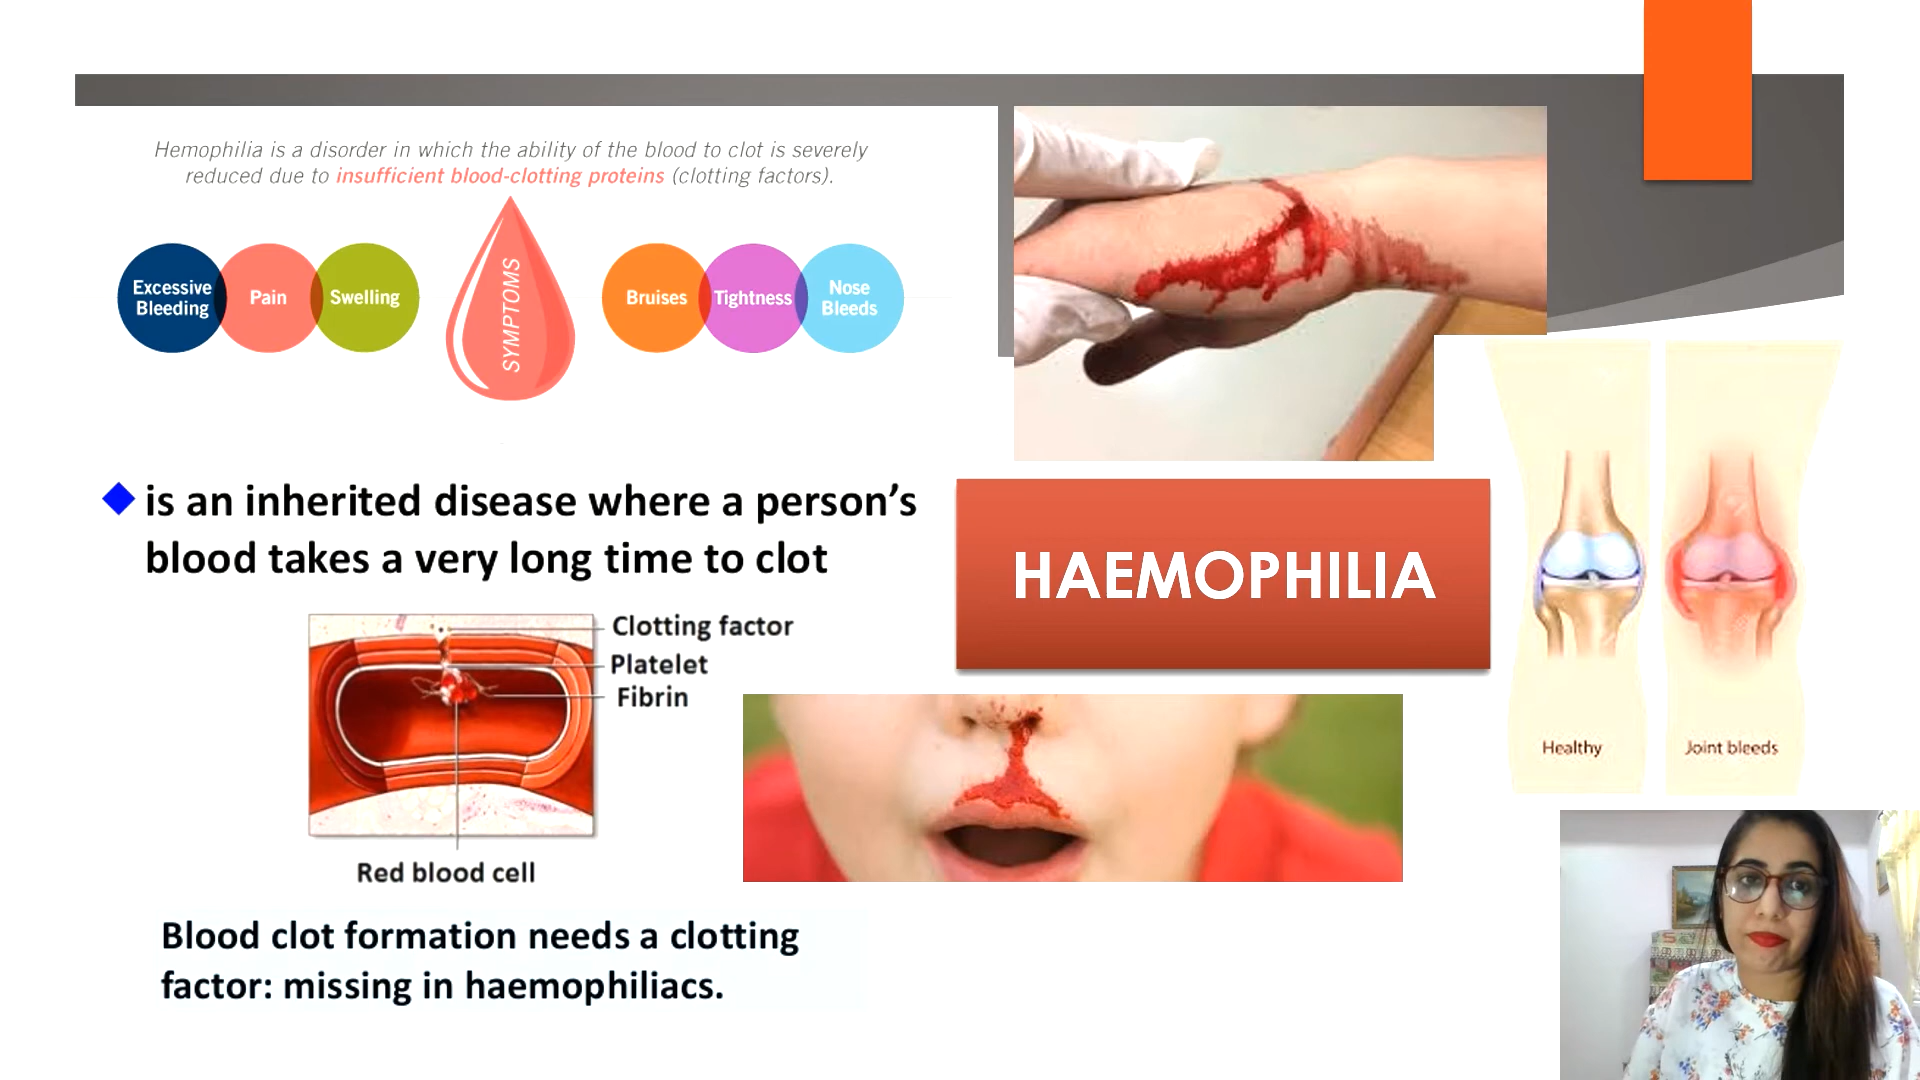 Hemophilia is a disorder in which the ability of the blood to clot is severely
reduced due to insufficient blood-clotting proteins (clotting factors).
Excessive
Bleeding
Pain
Swelling
SYMPTOMS
Bruises
Tightness
Nose
Bleeds
is an inherited disease where a person’s
blood takes a very long time to clot
HAEMOPHILIA
Clotting factor
Platelet
Fibrin
Red blood cell
Healthy
Joint bleeds
Blood clot formation needs a clotting
factor: missing in haemophiliacs.